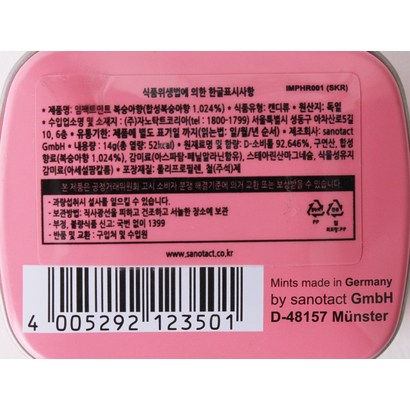 식품위생법에 의한 한글표시사항
IMPHR001 (SKR)
• 제품명: 임팩트민트 복숭아향(합성복숭아향 1.024%) • 식품유형: 캔디류 • 원산지: 독일
• 수입업소명 및 소재지 : (주)자노탁트코리아(tel : 1800-1799) 서울특별시 성동구 아차산로5길
10, 6층 • 유통기한: 제품에 별도 표기일 까지(읽는법: 일/월/년 순서) • 제조회사: sanotact
GmbH • 내용량 : 14g(총 열량: 52kcal) • 원재료명 및 함량: D-소비톨 92.646%, 구연산, 합성
향료(복숭아향 1.024%), 감미료(아스파탐-페닐알라닌함유), 스테아린산마그네슘, 식물성유지
감미료(아세설팜칼륨) • 포장재질: 폴리프로필렌, 철(주석)제
본 제품은 공정거래위원회 고시 소비자 분쟁 해결기준에 의거 교환 또는 보상받을 수 있습니다.
- 과량섭취시 설사를 일으킬 수 있습니다.
- 보관방법: 직사광선을 피하고 건조하고 서늘한 장소에 보관
- 부정, 불량식품 신고는 국번 없이 1399
- 반품 및 교환 : 구입처 및 수입원
PP
PP
www.sanotact.co.kr
4 005292 123501
Mints made in Germany
by sanotact GmbH
D-48157 Münster